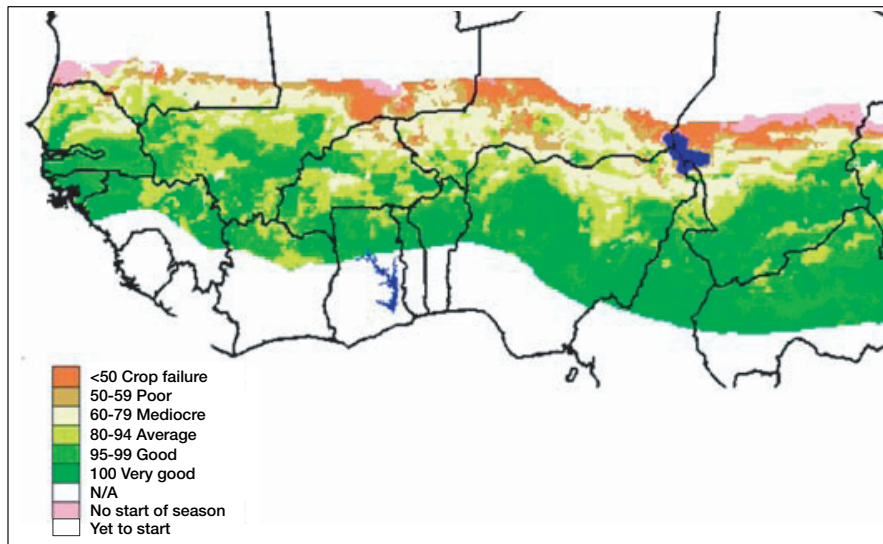 <50 Crop failure
50-59 Poor
60-79 Mediocre
80-94 Average
95-99 Good
100 Very good
N/A
No start of season
Yet to start